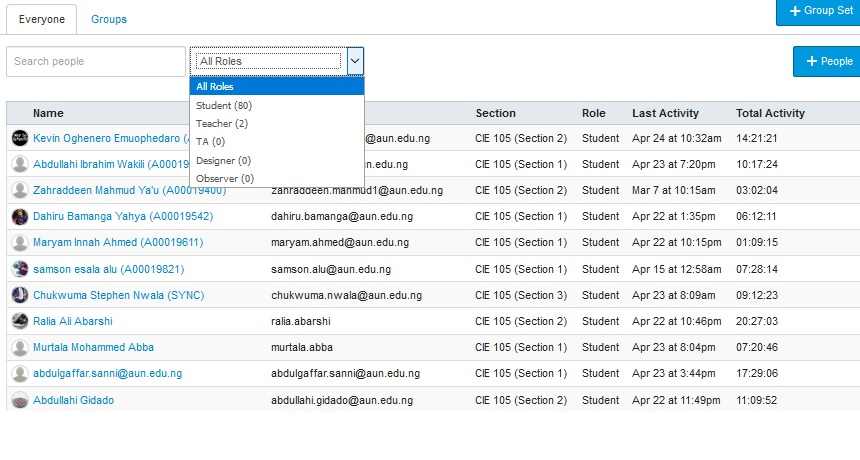 Everyone Groups + Group Set
Search people All Roles + People
All Roles
Student (80)
Teacher (2)
TA (0)
Designer (0)
Observer (0)
Name Section Role Last Activity Total Activity
Kevin Oghenero Emuophedaro ( @aun.edu.ng CIE 105 (Section 2) Student Apr 24 at 10:32am 14:21:21
Abdullahi Ibrahim Wakili (A00019 @aun.edu.ng CIE 105 (Section 1) Student Apr 23 at 7:20pm 10:17:24
Zahraddeen Mahmud Ya'u (A00019400) zahraddeen.mahmud1@aun.edu.ng CIE 105 (Section 2) Student Mar 7 at 10:15am 03:02:04
Dahiru Bamanga Yahya (A00019542) dahiru.bamanga@aun.edu.ng CIE 105 (Section 1) Student Apr 22 at 1:35pm 06:12:11
Maryam Innah Ahmed (A00019611) maryam.ahmed@aun.edu.ng CIE 105 (Section 1) Student Apr 22 at 10:15pm 01:09:15
samson esala alu (A00019821) samson.alu@aun.edu.ng CIE 105 (Section 1) Student Apr 15 at 12:58am 07:28:14
Chukwuma Stephen Nwala (SYNC) chukwuma.nwala@aun.edu.ng CIE 105 (Section 3) Student Apr 23 at 8:09am 09:12:23
Ralia Ali Abarshi ralia.abarshi CIE 105 (Section 2) Student Apr 22 at 10:46pm 20:27:03
Murtala Mohammed Abba murtala.abba CIE 105 (Section 1) Student Apr 23 at 8:04pm 07:20:46
abdulgaffar.sanni@aun.edu.ng abdulgaffar.sanni@aun.edu.ng CIE 105 (Section 1) Student Apr 23 at 3:44pm 17:29:06
Abdullahi Gidado abdullahi.gidado@aun.edu.ng CIE 105 (Section 2) Student Apr 22 at 11:49pm 11:09:52